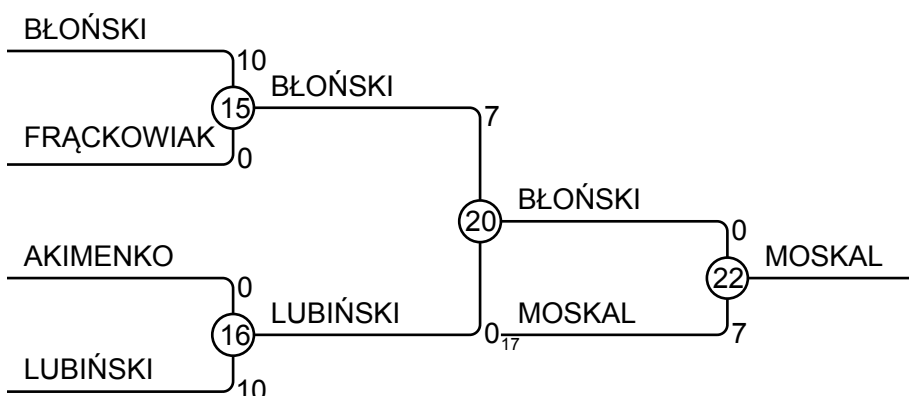 BŁOŃSKI
10
15
BŁOŃSKI
7
FRĄCKOWIAK
0
20
BŁOŃSKI
0
AKIMENKO
0
22
MOSKAL
16
LUBIŃSKI
0
17
MOSKAL
7
LUBIŃSKI
10